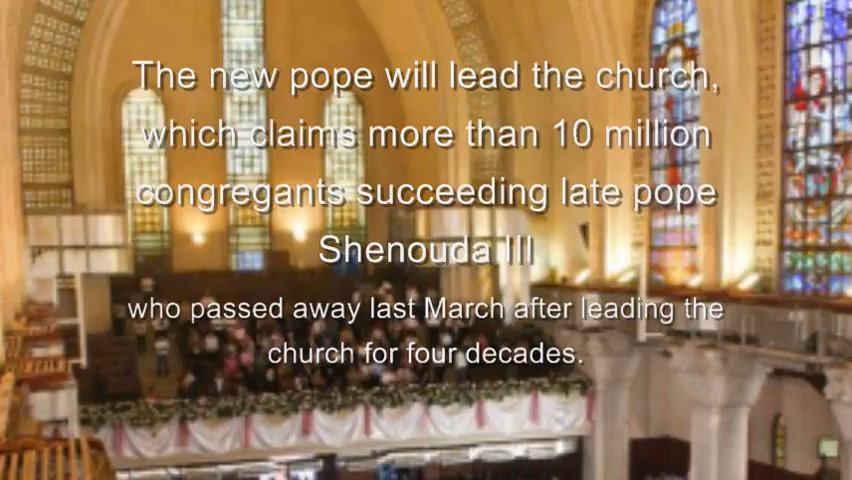 The new pope will lead the church,
which claims more than 10 million
congregants succeeding late pope
Shenouda III
who passed away last March after leading the
church for four decades.